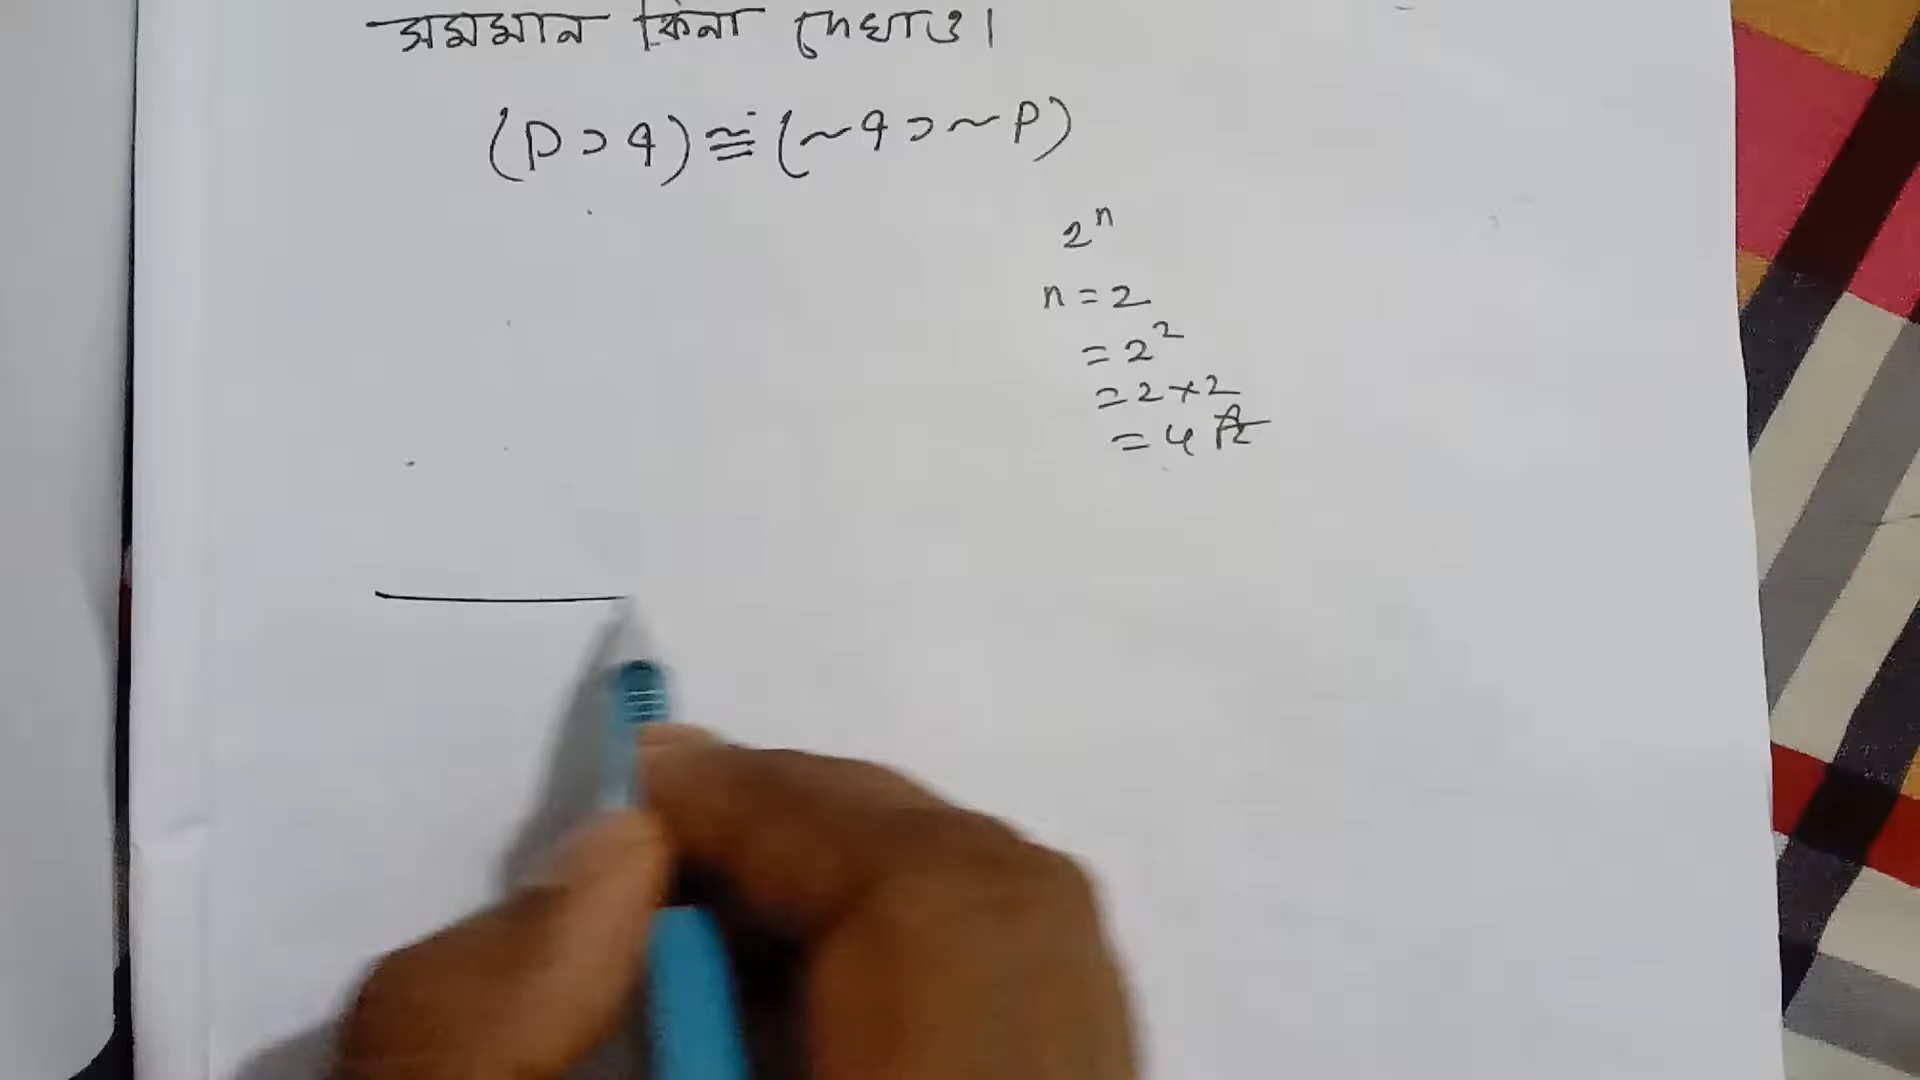 সমমান কিনা দেখাও।
(p ⊃ q) ≅ (~q ⊃ ~p)
2ⁿ
n = 2
= 2²
= 2×2
= 4 টি